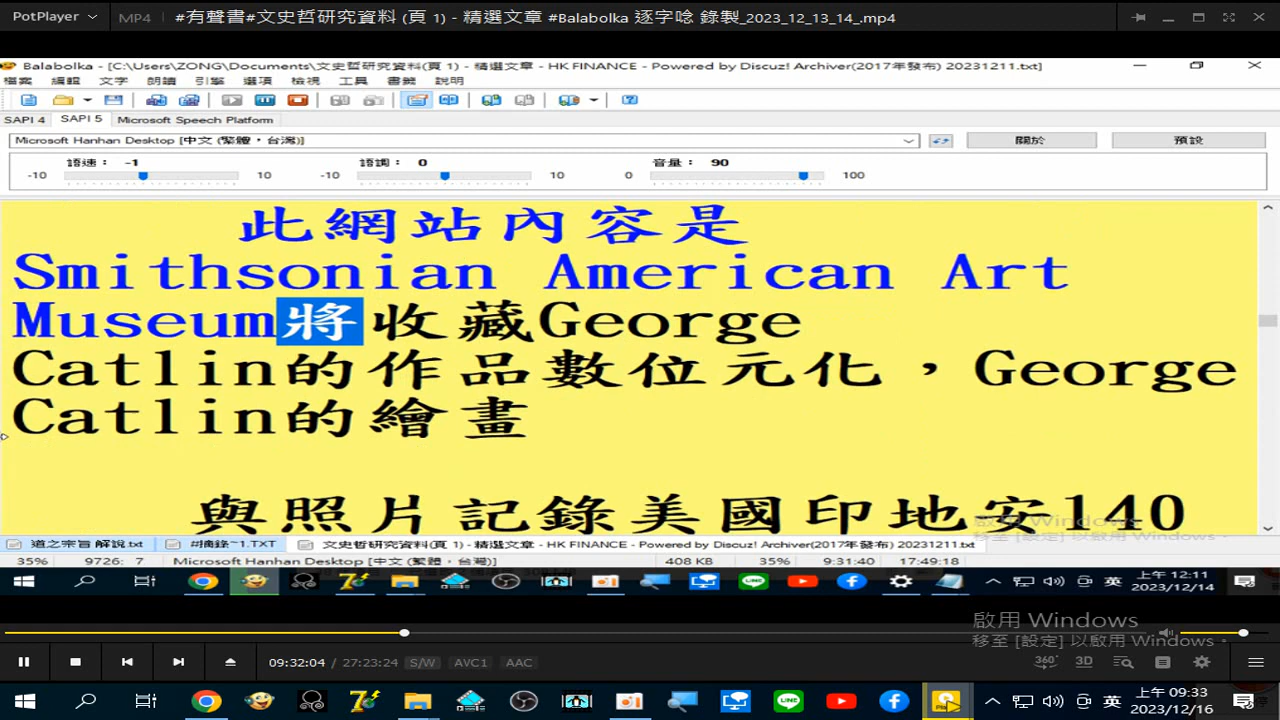 PotPlayer MP4 #有聲書#文史哲研究資料 (頁 1) - 精選文章 #Balabolka 逐字唸 錄製_2023_12_13_14_.mp4
Balabolka - [C:\Users\ZONG\Documents\文史哲研究資料(頁 1) - 精選文章 - HK FINANCE - Powered by Discuz! Archiver(2017年發布) 20231211.txt]
檔案 編輯 文字 朗讀 引擎 選項 檢視 工具 書籤 說明
SAPI 4 SAPI 5 Microsoft Speech Platform
Microsoft Hanhan Desktop [中文 (繁體，台灣)] 關於 預設
語速： -1 語調： 0 音量： 90
-10 10 -10 10 0 100
此網站內容是
Smithsonian American Art
Museum將收藏George
Catlin的作品數位元化，George
Catlin的繪畫
與照片記錄美國印地安140
啟用 Windows
移至 [設定] 以啟用 Windows。
道之宗旨 解說.txt #摘錄~1.TXT 文史哲研究資料(頁 1) - 精選文章 - HK FINANCE - Powered by Discuz! Archiver(2017年發布) 20231211.txt
35% 9726: 7 Microsoft Hanhan Desktop [中文 (繁體，台灣)] 408 KB 35% 9:31:40 17:49:18
英 上午 12:11
2023/12/14
啟用 Windows
移至 [設定] 以啟用 Windows。
09:32:04 / 27:23:24 S/W AVC1 AAC 360° 3D
英 上午 09:33
2023/12/16